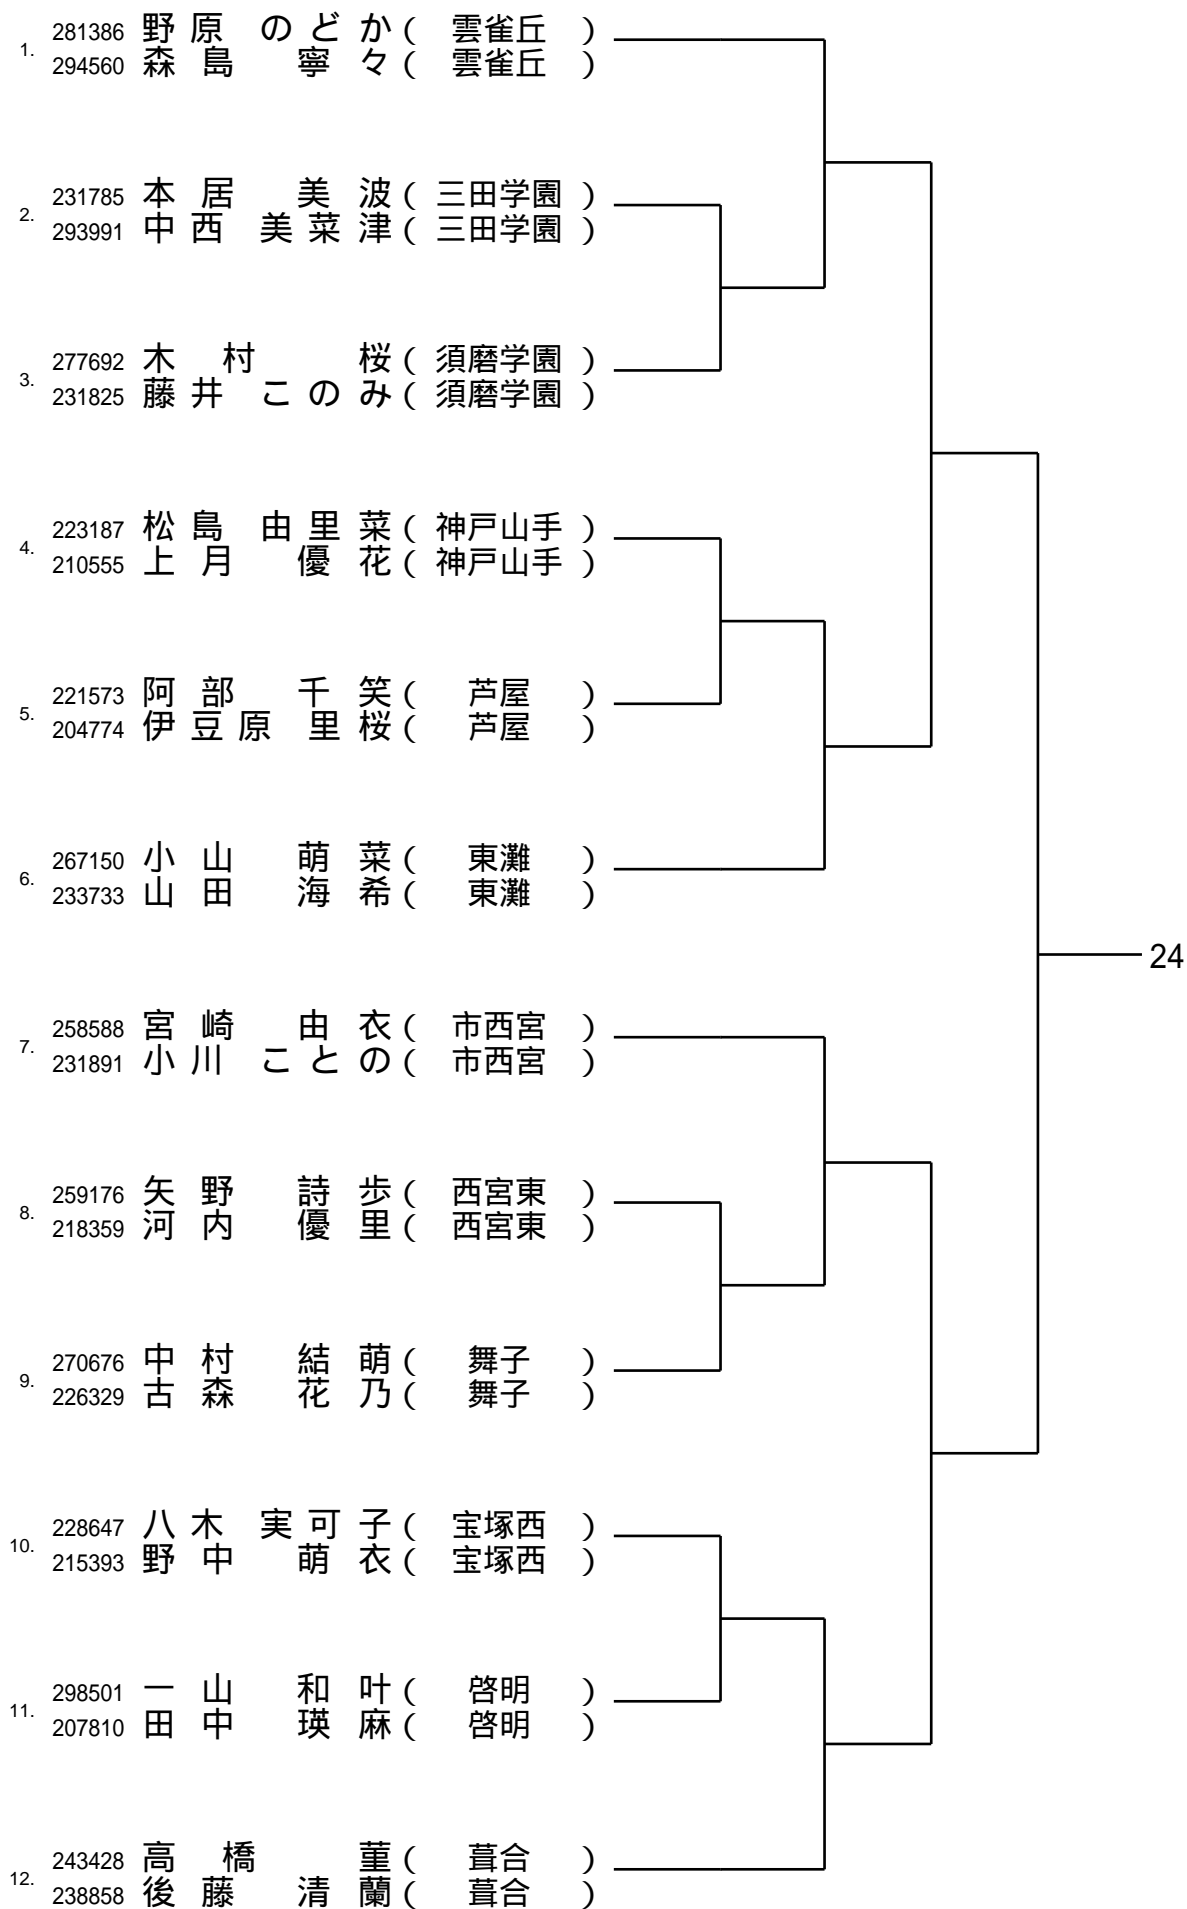 1. 281386 野原 のどか ( 雲雀丘 )
294560 森島 寧々 ( 雲雀丘 )
2. 231785 本居 美波 ( 三田学園 )
293991 中西 美菜津 ( 三田学園 )
3. 277692 木村 桜 ( 須磨学園 )
231825 藤井 このみ ( 須磨学園 )
4. 223187 松島 由里菜 ( 神戸山手 )
210555 上月 優花 ( 神戸山手 )
5. 221573 阿部 千笑 ( 芦屋 )
204774 伊豆原 里桜 ( 芦屋 )
6. 267150 小山 萌菜 ( 東灘 )
233733 山田 海希 ( 東灘 )
24
7. 258588 宮崎 由衣 ( 市西宮 )
231891 小川 ことの ( 市西宮 )
8. 259176 矢野 詩歩 ( 西宮東 )
218359 河内 優里 ( 西宮東 )
9. 270676 中村 結萌 ( 舞子 )
226329 古森 花乃 ( 舞子 )
10. 228647 八木 実可子 ( 宝塚西 )
215393 野中 萌衣 ( 宝塚西 )
11. 298501 一山 和叶 ( 啓明 )
207810 田中 瑛麻 ( 啓明 )
12. 243428 高橋 菫 ( 葺合 )
238858 後藤 清蘭 ( 葺合 )